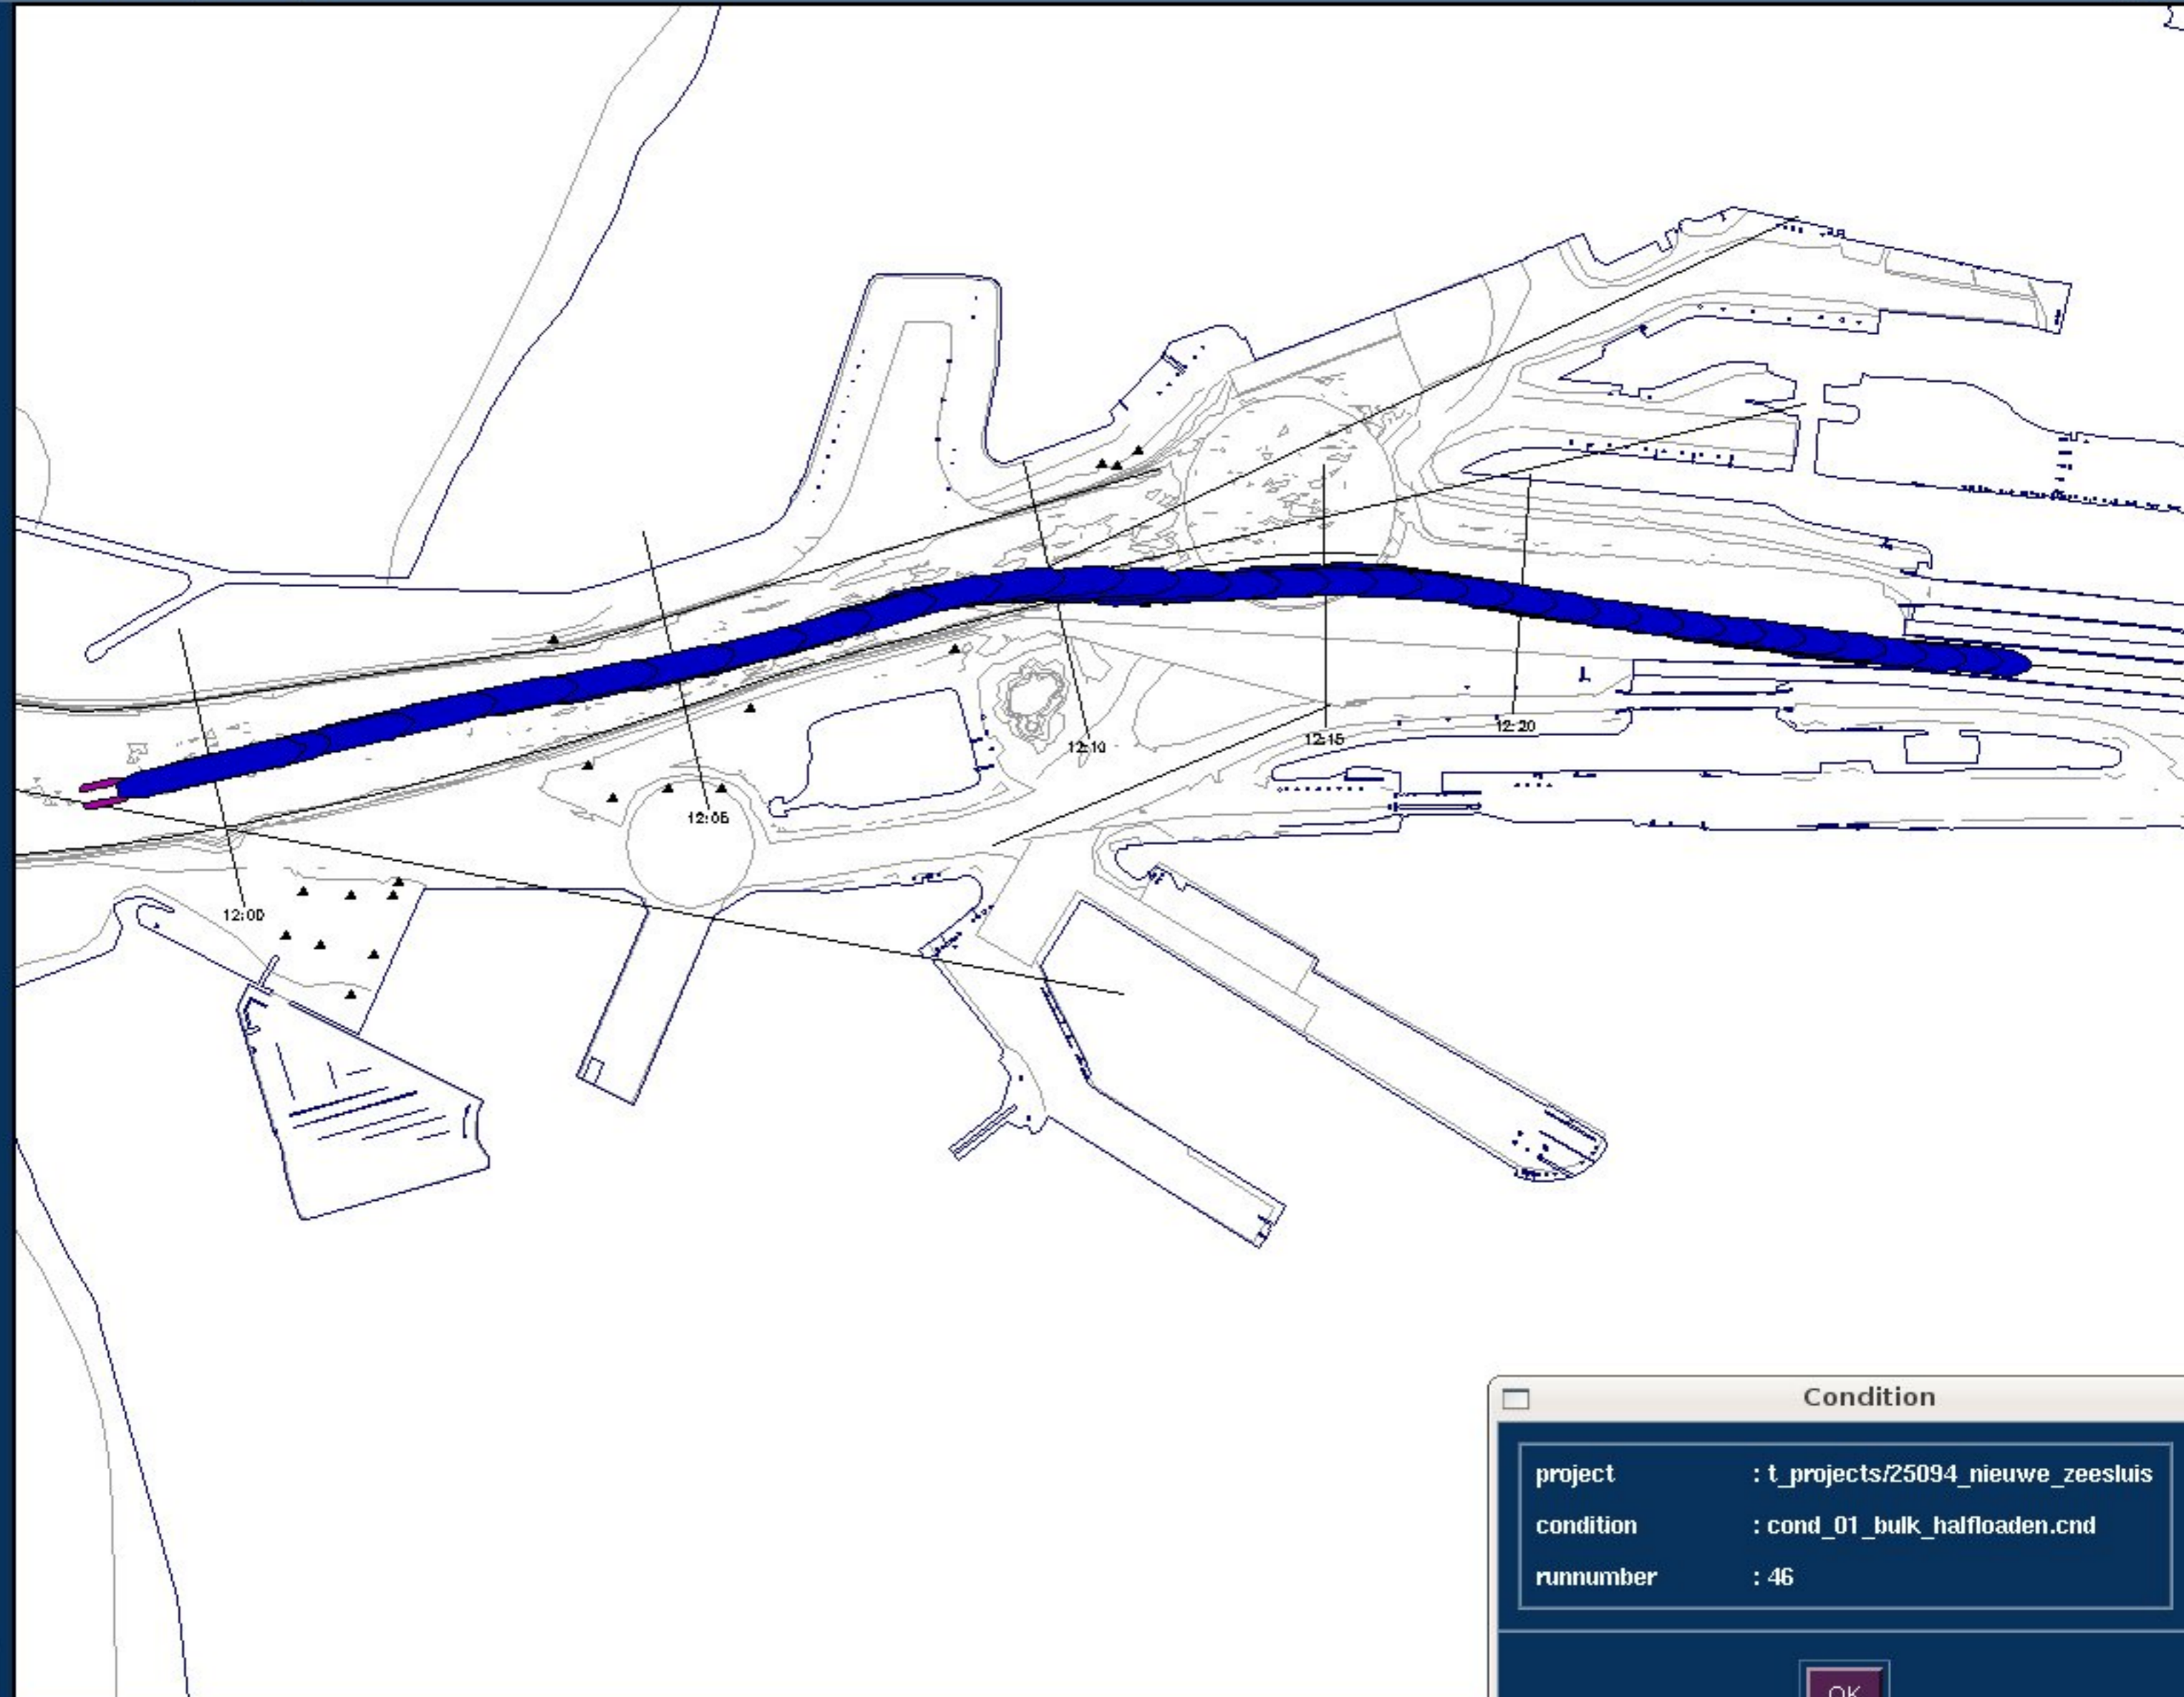 12:00
12:05
12:10
12:15
12:20
Condition
project : t_projects/25094_nieuwe_zeesluis
condition : cond_01_bulk_halfloaden.cnd
runnumber : 46
OK